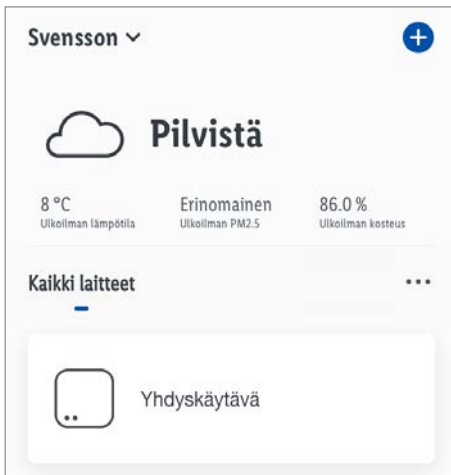 Svensson
Pilvistä
8 °C Erinomainen 86.0 %
Ulkoilman lämpötila Ulkoilman PM2.5 Ulkoilman kosteus
Kaikki laitteet
Yhdyskäytävä